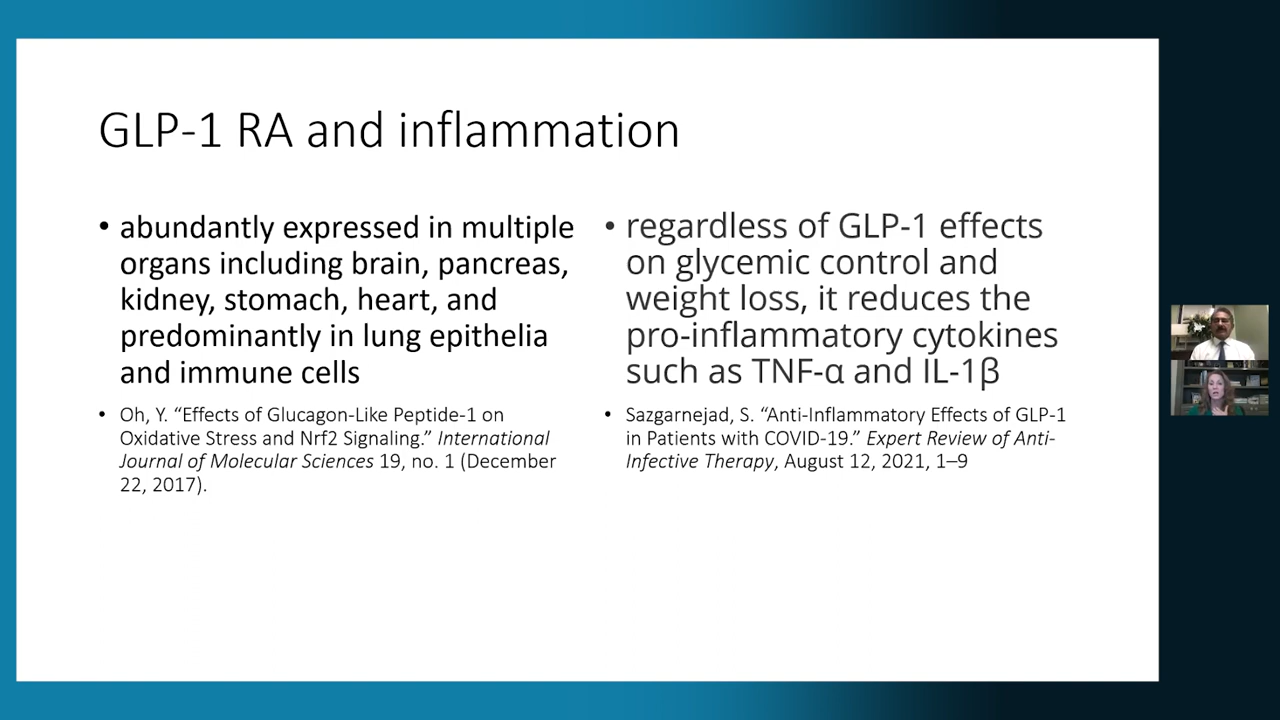 GLP-1 RA and inflammation
• abundantly expressed in multiple
organs including brain, pancreas,
kidney, stomach, heart, and
predominantly in lung epithelia
and immune cells
• Oh, Y. “Effects of Glucagon-Like Peptide-1 on
Oxidative Stress and Nrf2 Signaling.” International
Journal of Molecular Sciences 19, no. 1 (December
22, 2017).
• regardless of GLP-1 effects
on glycemic control and
weight loss, it reduces the
pro-inflammatory cytokines
such as TNF-α and IL-1β
• Sazgarnejad, S. “Anti-Inflammatory Effects of GLP-1
in Patients with COVID-19.” Expert Review of Anti-
Infective Therapy, August 12, 2021, 1–9